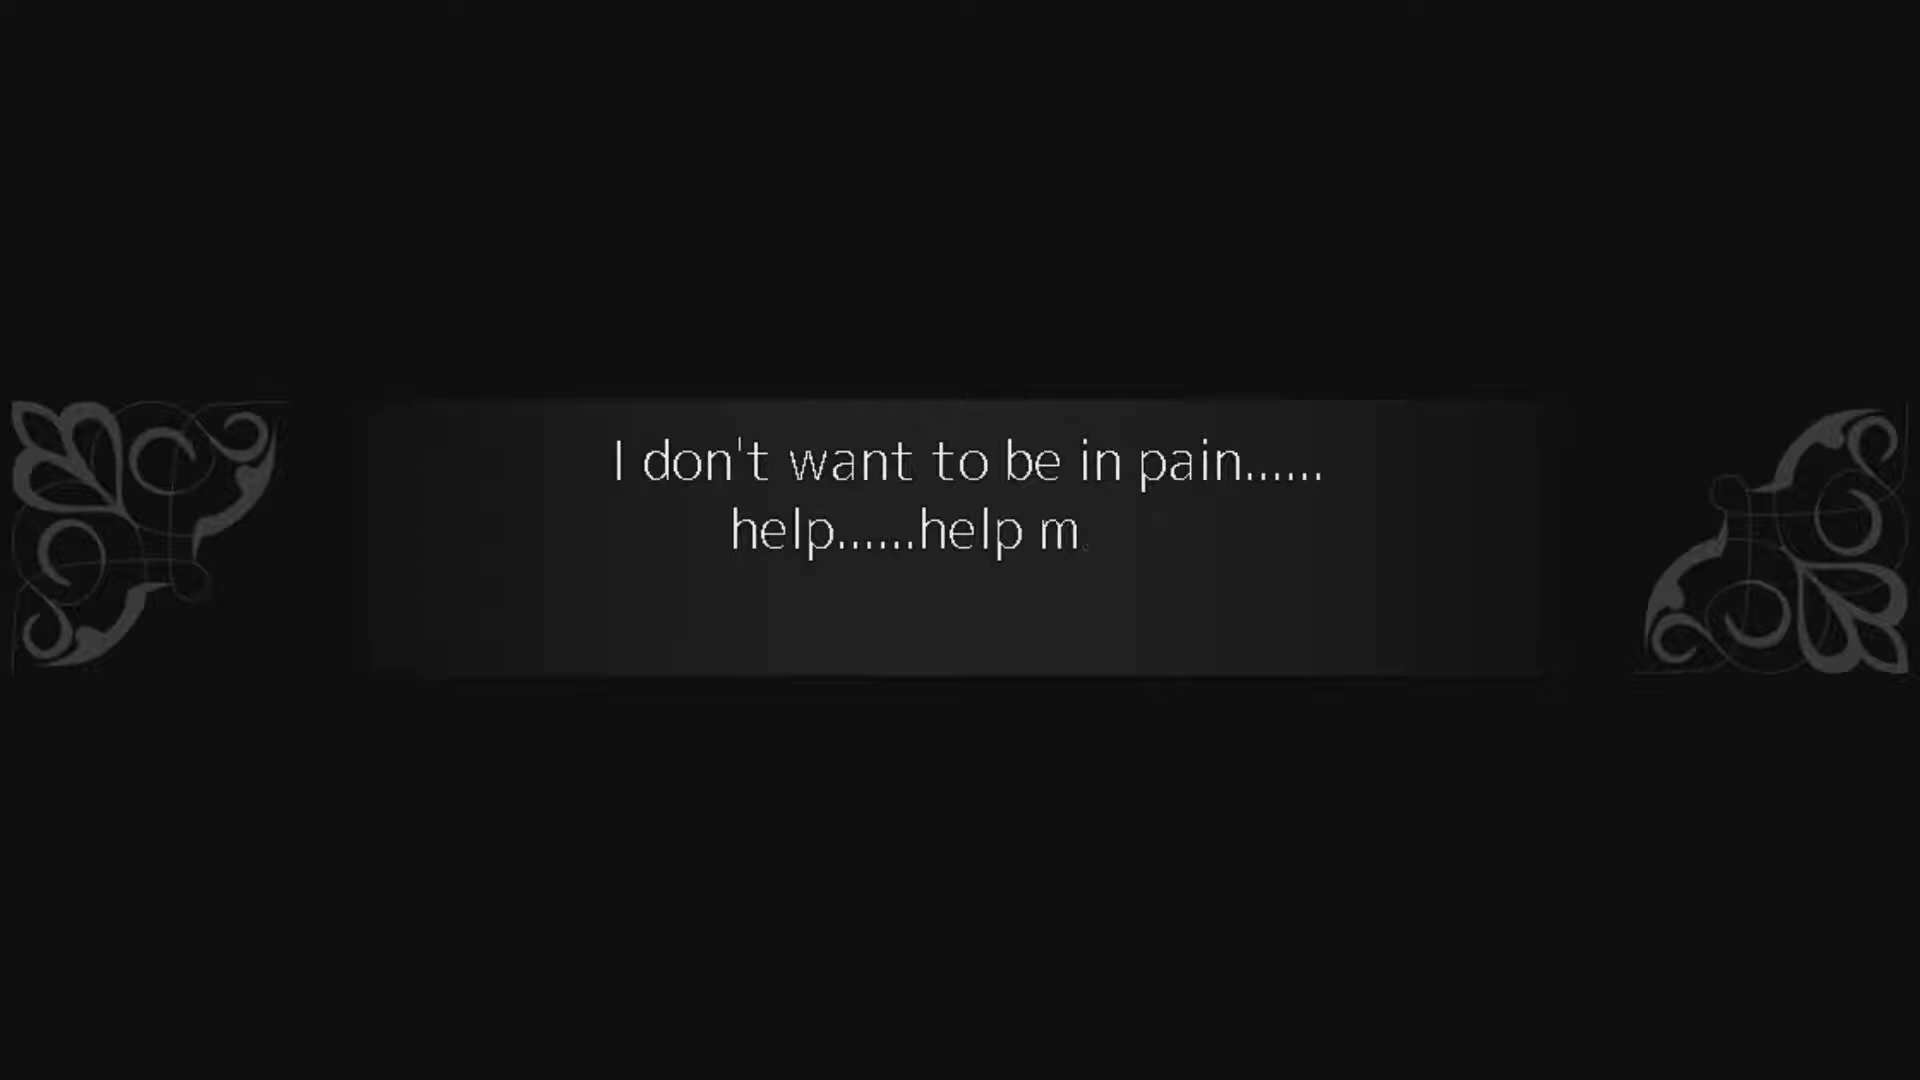 I don't want to be in pain......
help......help m.